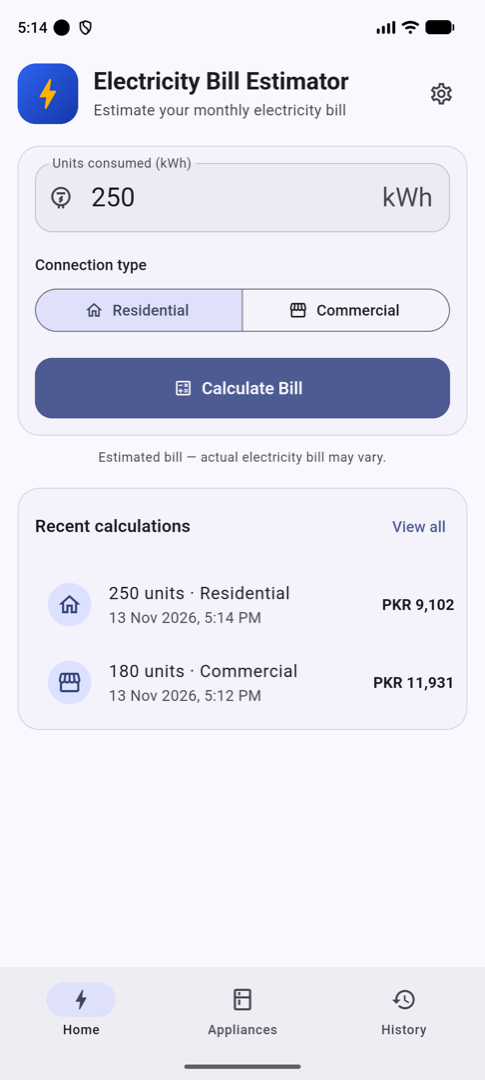 5:14
Electricity Bill Estimator
Estimate your monthly electricity bill
Units consumed (kWh)
250 kWh
Connection type
Residential Commercial
Calculate Bill
Estimated bill — actual electricity bill may vary.
Recent calculations View all
250 units · Residential
13 Nov 2026, 5:14 PM
PKR 9,102
180 units · Commercial
13 Nov 2026, 5:12 PM
PKR 11,931
Home Appliances History